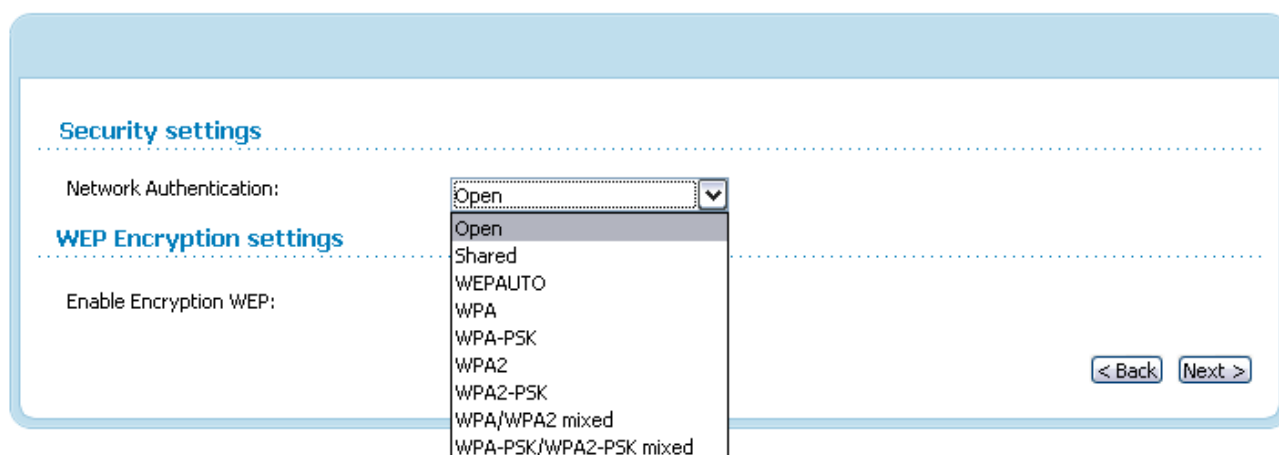 Security settings
Network Authentication:
Open
Open
Shared
WEPAUTO
WPA
WPA-PSK
WPA2
WPA2-PSK
WPA/WPA2 mixed
WPA-PSK/WPA2-PSK mixed
WEP Encryption settings
Enable Encryption WEP:
< Back Next >